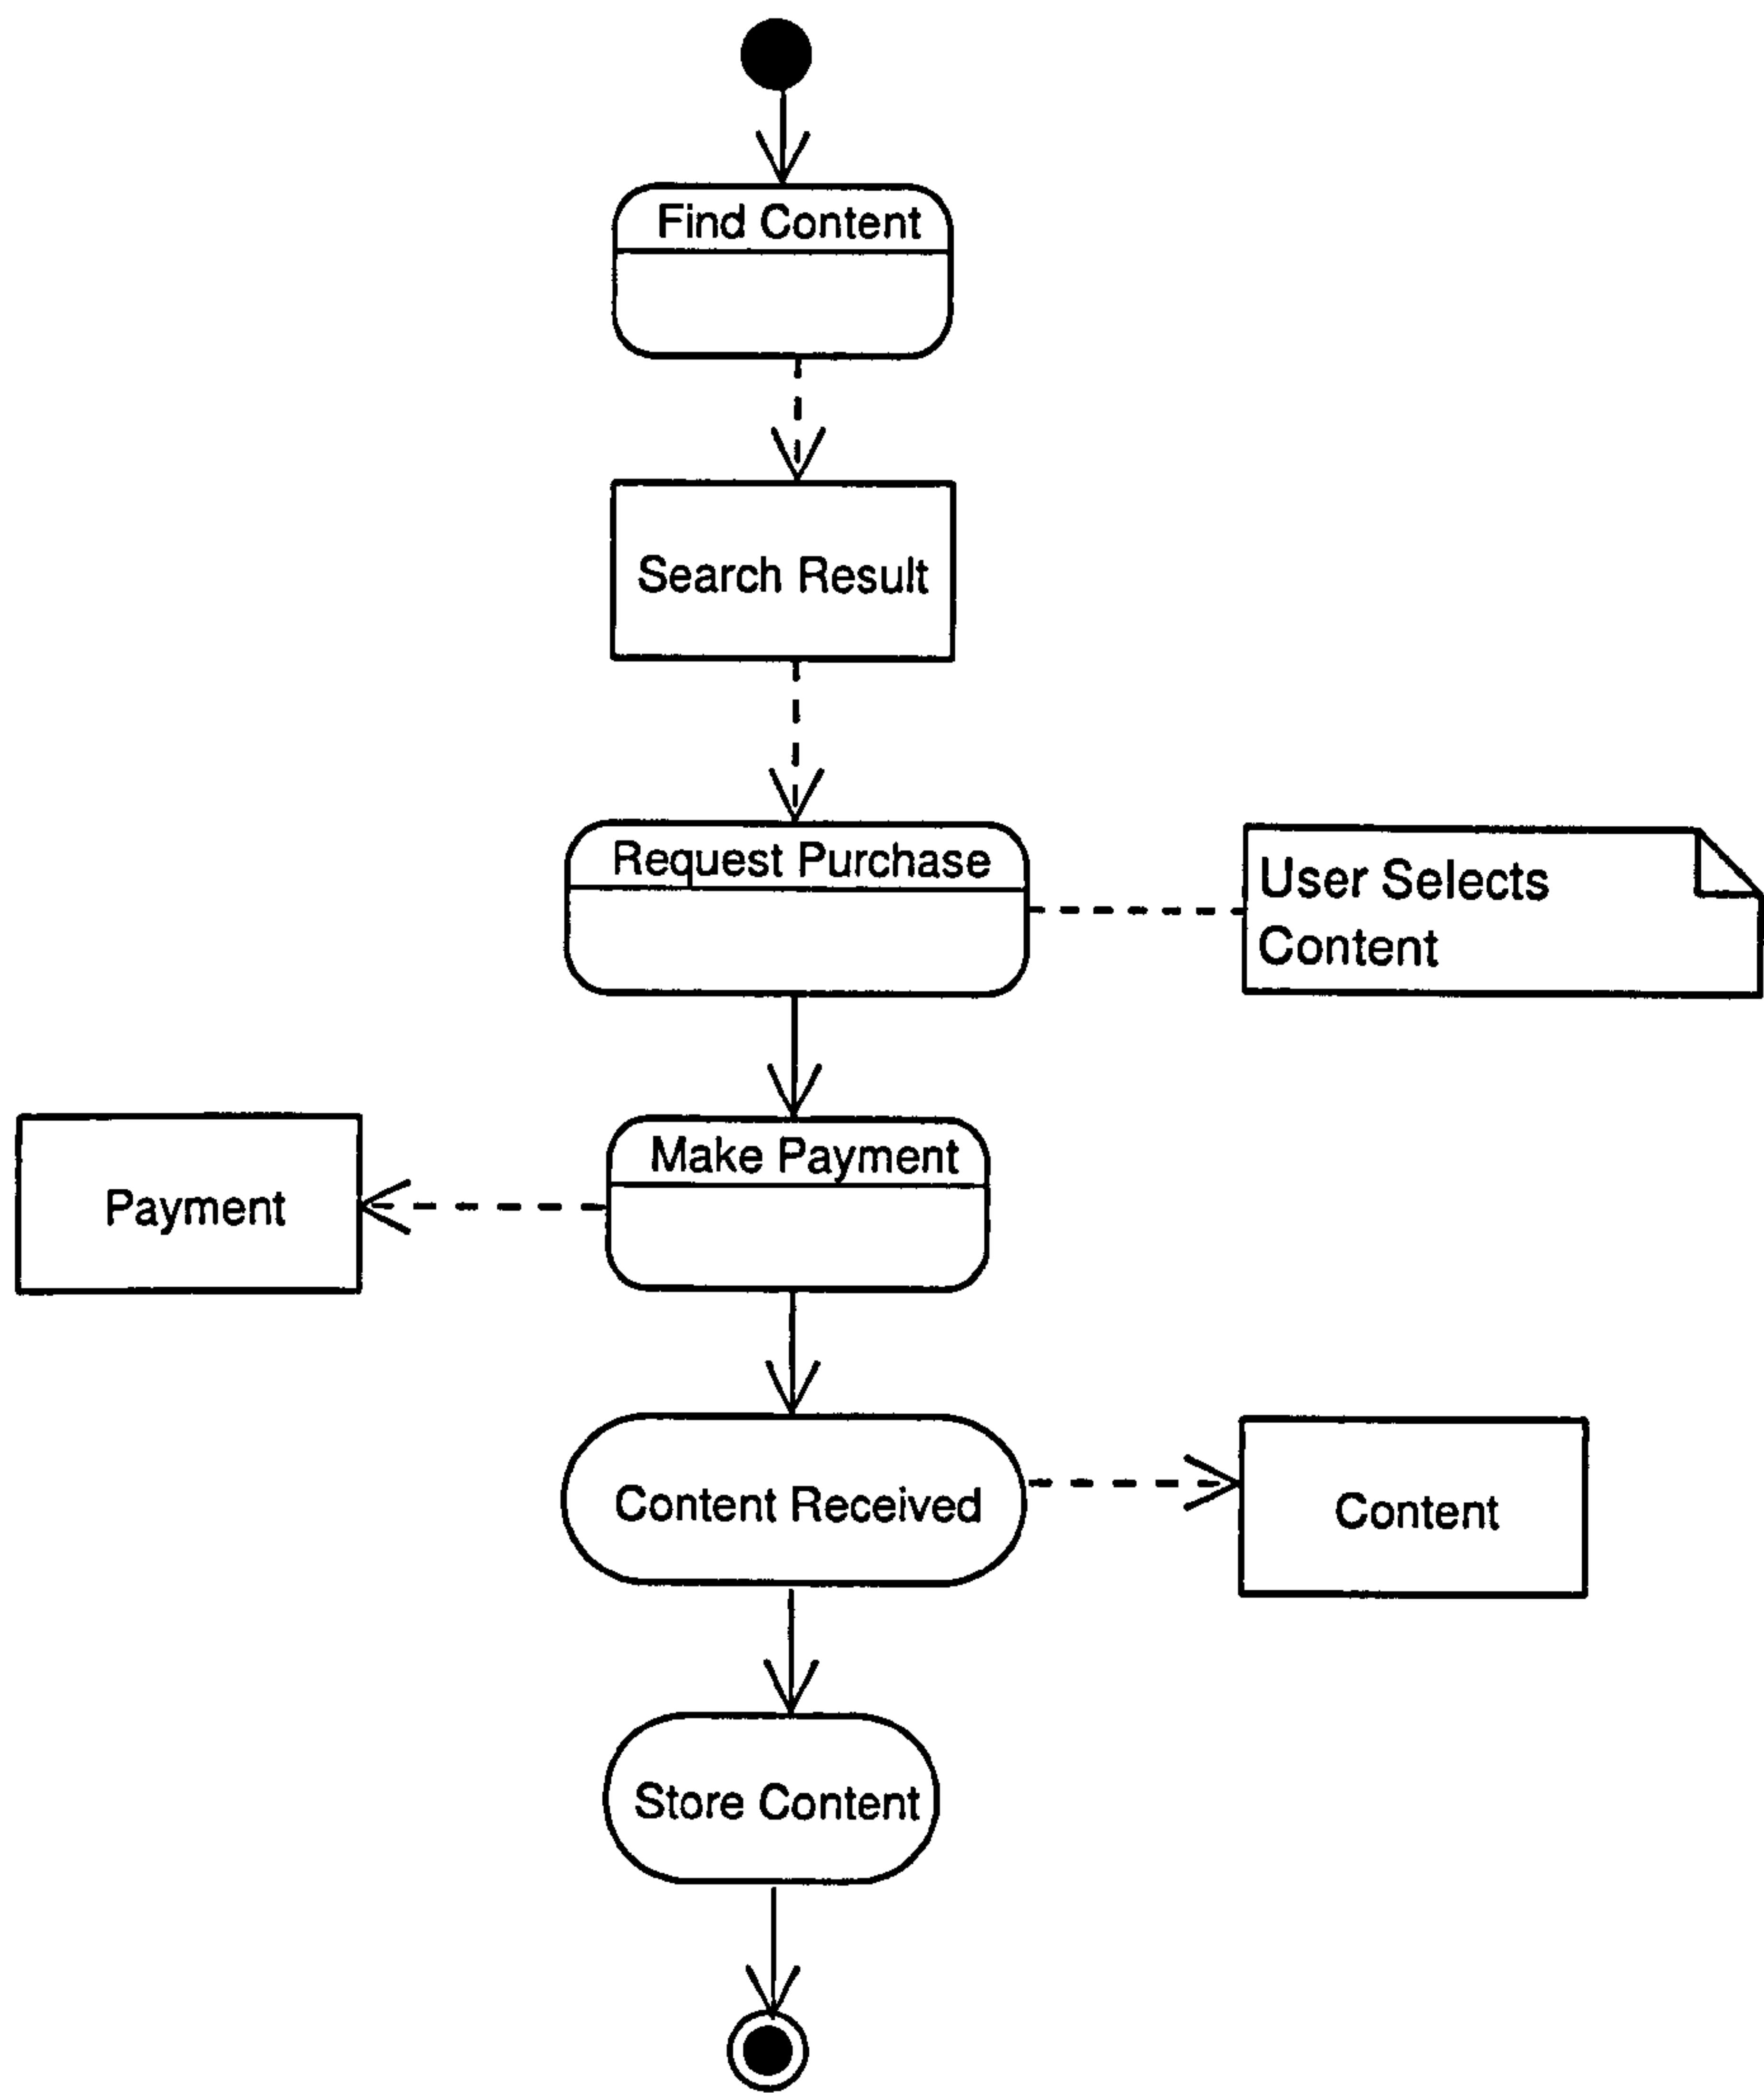 Find Content
Search Result
Request Purchase
User Selects
Content
Make Payment
Payment
Content Received
Content
Store Content